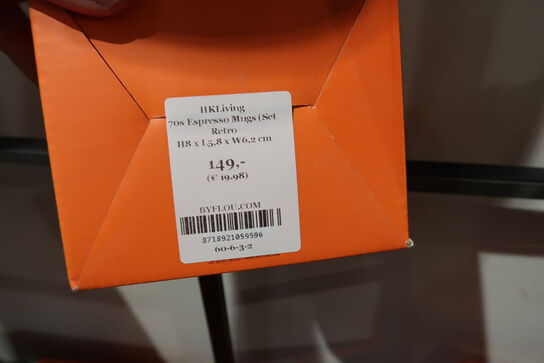 HKLiving
70s Espresso Mugs (Set
Retro
H8 x L5,8 x W6,2 cm
149,-
(€ 19.98)
BYFLOU.COM
8718921059596
60-6-3-2